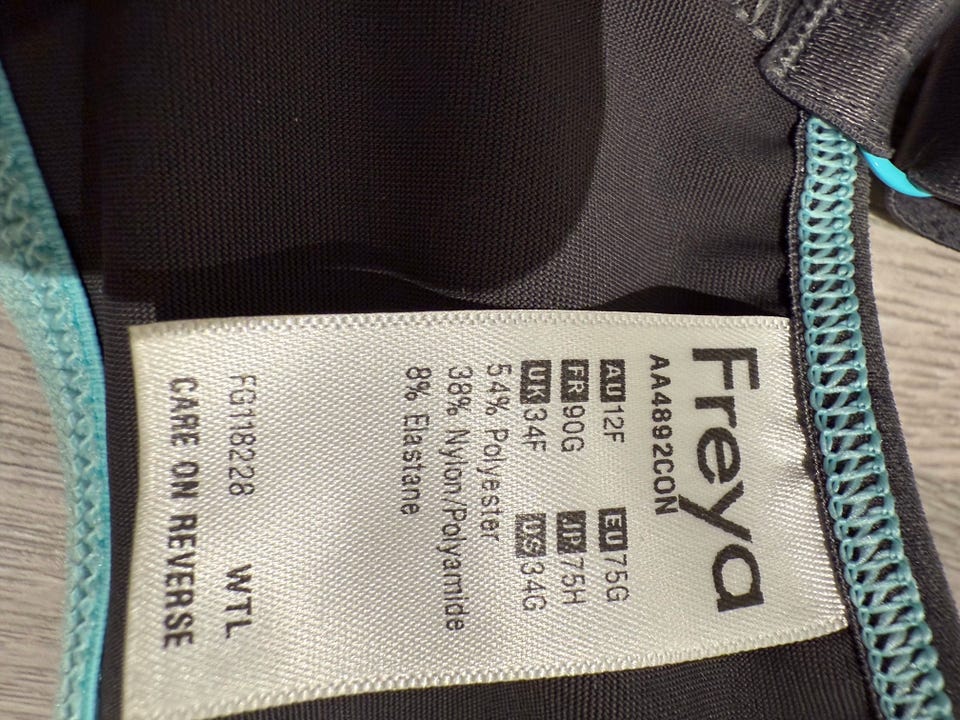 Freya
AA4892CON
AU 12F EU 75G
FR 90G JP 75H
UK 34F US 34G
54% Polyester
38% Nylon/Polyamide
8% Elastane
FG118228 WTL
CARE ON REVERSE